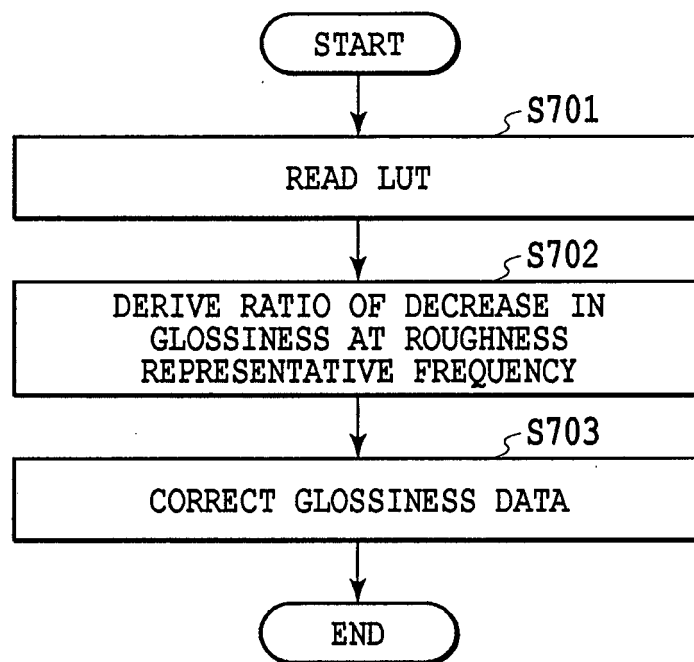 START
S701
READ LUT
S702
DERIVE RATIO OF DECREASE IN
GLOSSINESS AT ROUGHNESS
REPRESENTATIVE FREQUENCY
S703
CORRECT GLOSSINESS DATA
END